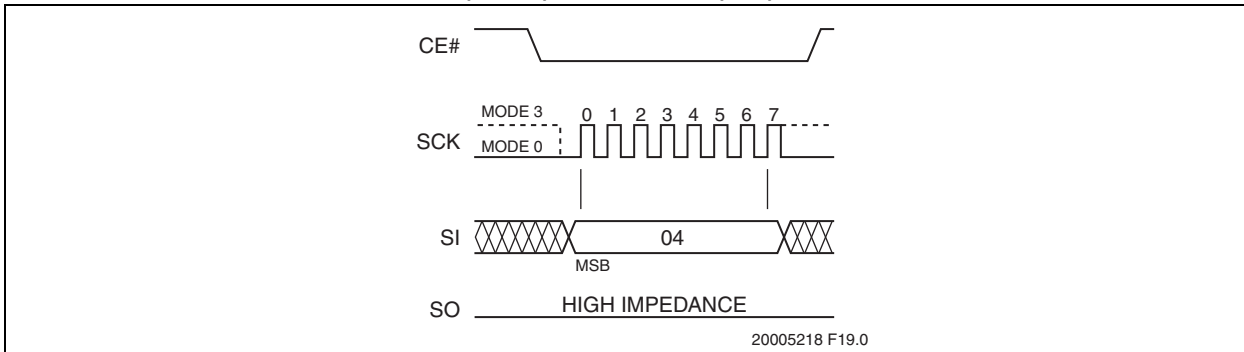 CE#
MODE 3
0 1 2 3 4 5 6 7
SCK
MODE 0
SI
04
MSB
SO
HIGH IMPEDANCE
20005218 F19.0